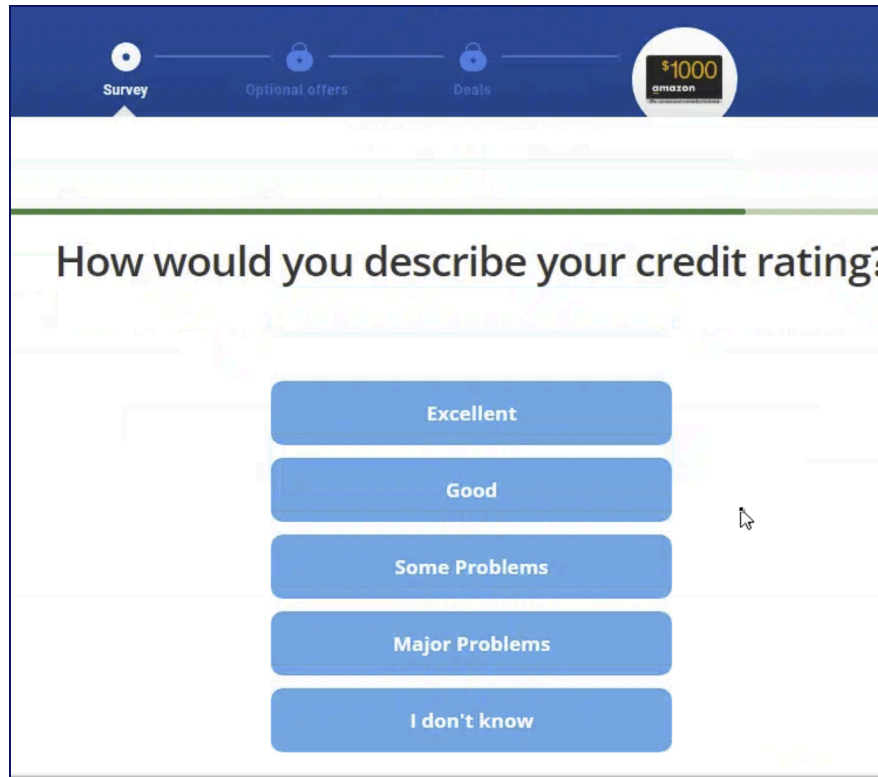 Survey
Optional offers
Deals
$1000
amazon
How would you describe your credit rating?
Excellent
Good
Some Problems
Major Problems
I don't know